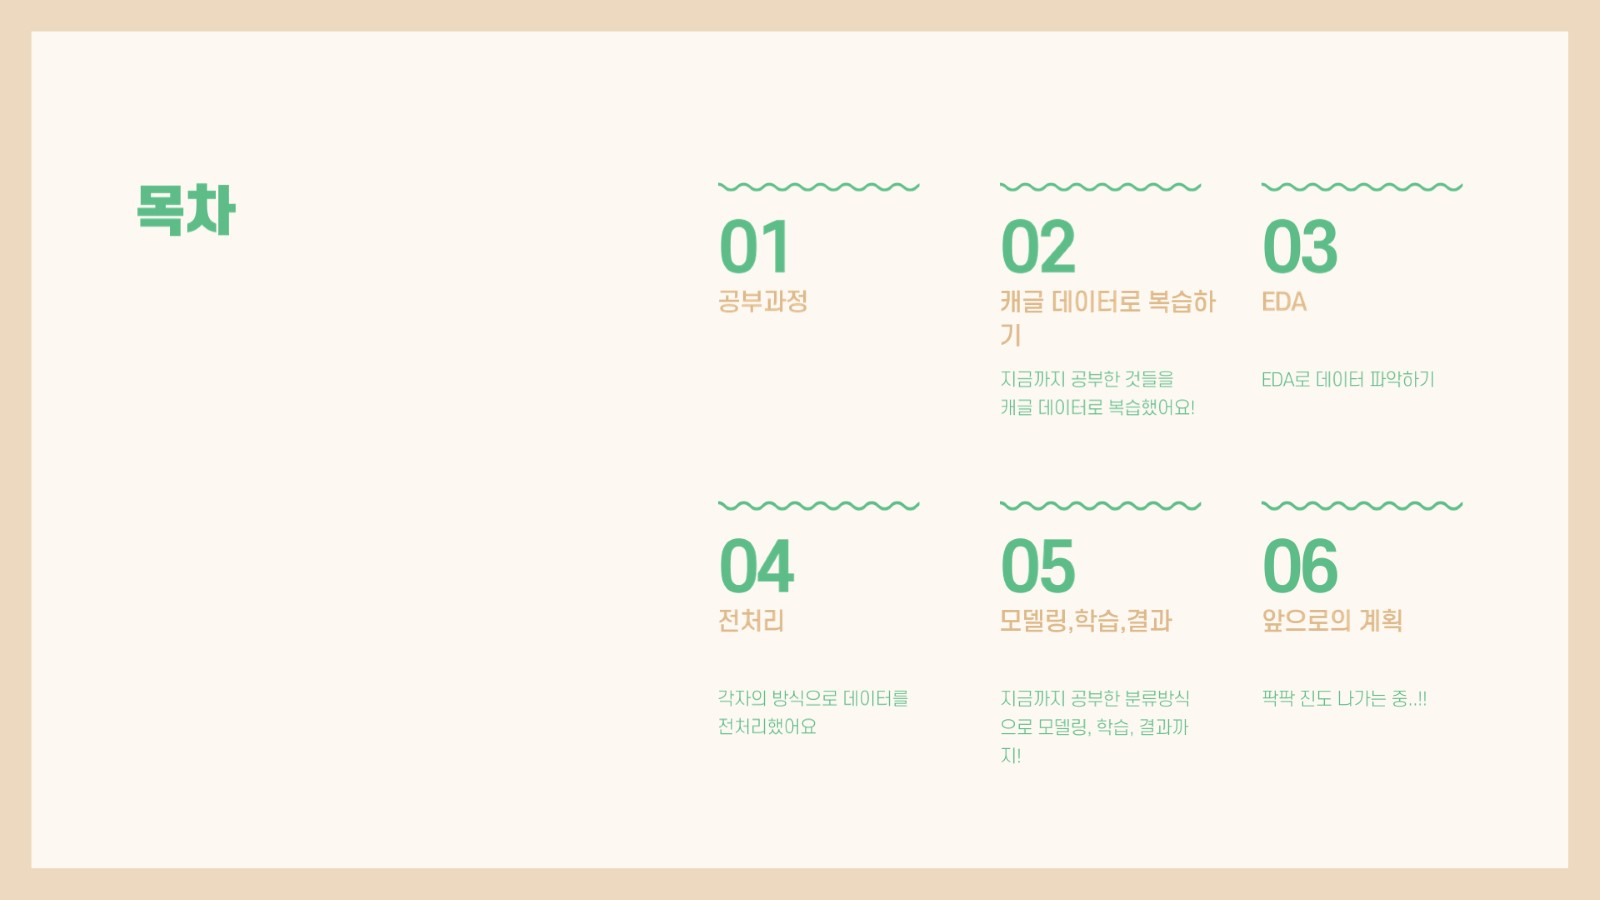 목차
01
공부과정
02
캐글 데이터로 복습하
기
지금까지 공부한 것들을
캐글 데이터로 복습했어요!
03
EDA
EDA로 데이터 파악하기
04
전처리
각자의 방식으로 데이터를
전처리했어요
05
모델링,학습,결과
지금까지 공부한 분류방식
으로 모델링, 학습, 결과까
지!
06
앞으로의 계획
팍팍 진도 나가는 중..!!